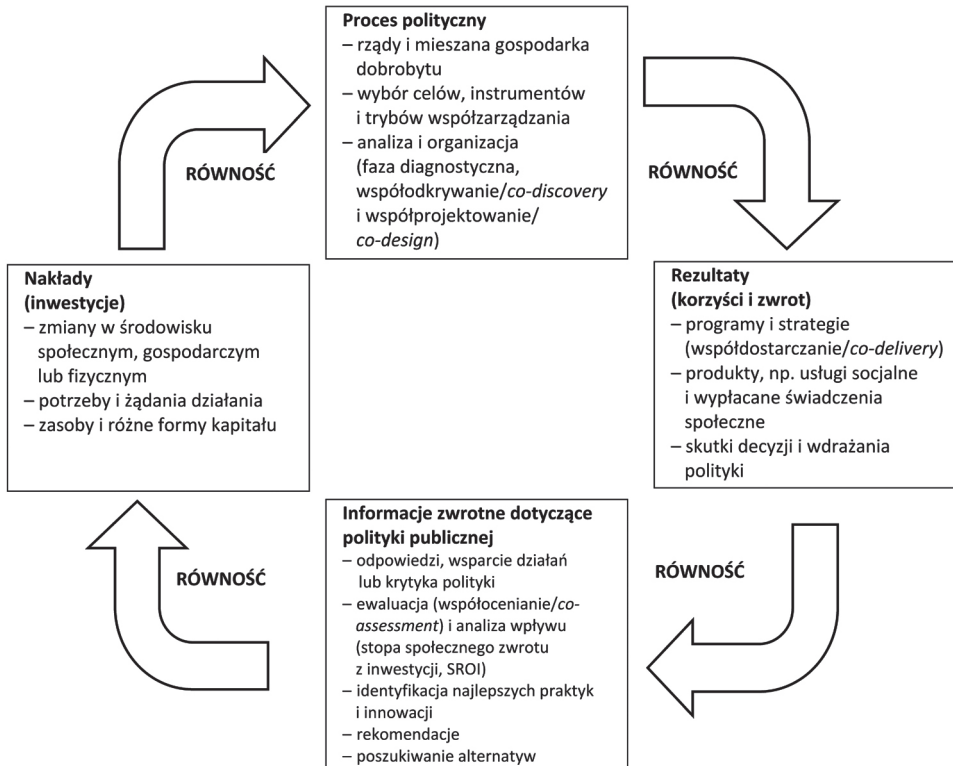 Proces polityczny
– rządy i mieszana gospodarka
dobrobytu
– wybór celów, instrumentów
i trybów współzarządzania
– analiza i organizacja
(faza diagnostyczna,
współodkrywanie/co-discovery
i współprojektowanie/
co-design)
RÓWNOŚĆ
RÓWNOŚĆ
Nakłady
(inwestycje)
– zmiany w środowisku
społecznym, gospodarczym
lub fizycznym
– potrzeby i żądania działania
– zasoby i różne formy kapitału
Rezultaty
(korzyści i zwrot)
– programy i strategie
(współdostarczanie/co-delivery)
– produkty, np. usługi socjalne
i wypłacane świadczenia
społeczne
– skutki decyzji i wdrażania
polityki
RÓWNOŚĆ
RÓWNOŚĆ
Informacje zwrotne dotyczące
polityki publicznej
– odpowiedzi, wsparcie działań
lub krytyka polityki
– ewaluacja (współocenianie/co-
assessment) i analiza wpływu
(stopa społecznego zwrotu
z inwestycji, SROI)
– identyfikacja najlepszych praktyk
i innowacji
– rekomendacje
– poszukiwanie alternatyw